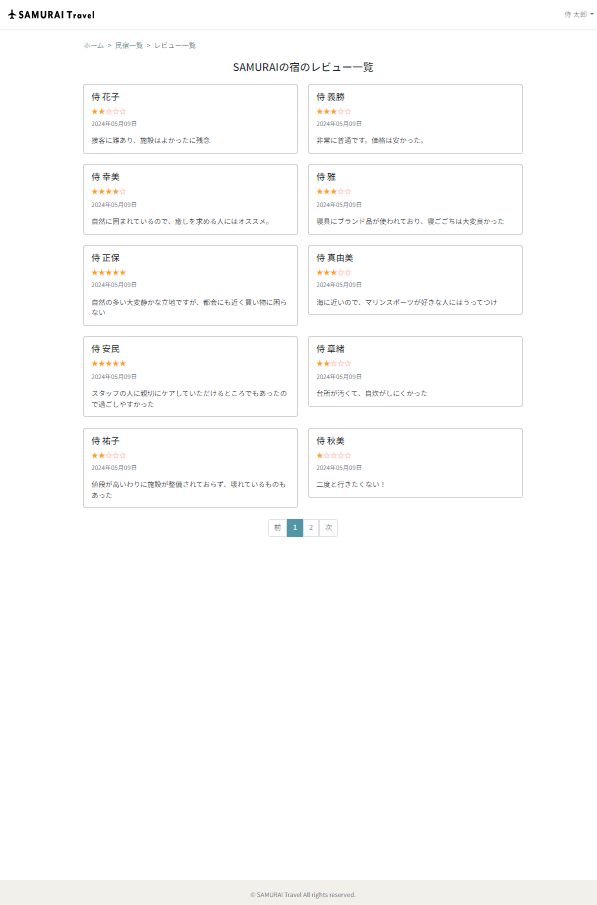 SAMURAI Travel
侍 太郎
ホーム > 民宿一覧 > レビュー一覧
SAMURAIの宿のレビュー一覧
侍 花子
★★☆☆☆
2024年05月09日
接客に難あり、施設はよかったに残念
侍 義勝
★★★☆☆
2024年05月09日
非常に普通です。価格は安かった。
侍 幸美
★★★★☆
2024年05月09日
自然に囲まれているので、癒しを求める人にはオススメ。
侍 雅
★★★☆☆
2024年05月09日
寝具にブランド品が使われており、寝ごごちは大変良かった
侍 正保
★★★★★
2024年05月09日
自然の多い大変静かな立地ですが、都会にも近く買い物に困ら
ない
侍 真由美
★★★☆☆
2024年05月09日
海に近いので、マリンスポーツが好きな人にはうってつけ
侍 安民
★★★★★
2024年05月09日
スタッフの人に親切にケアしていただけるところでもあったの
で過ごしやすかった
侍 章緒
★★☆☆☆
2024年05月09日
台所が汚くて、自炊がしにくかった
侍 祐子
★★☆☆☆
2024年05月09日
値段が高いわりに施設が整備されておらず、壊れているものも
あった
侍 秋美
★☆☆☆☆
2024年05月09日
二度と行きたくない！
前 1 2 次
© SAMURAI Travel All rights reserved.